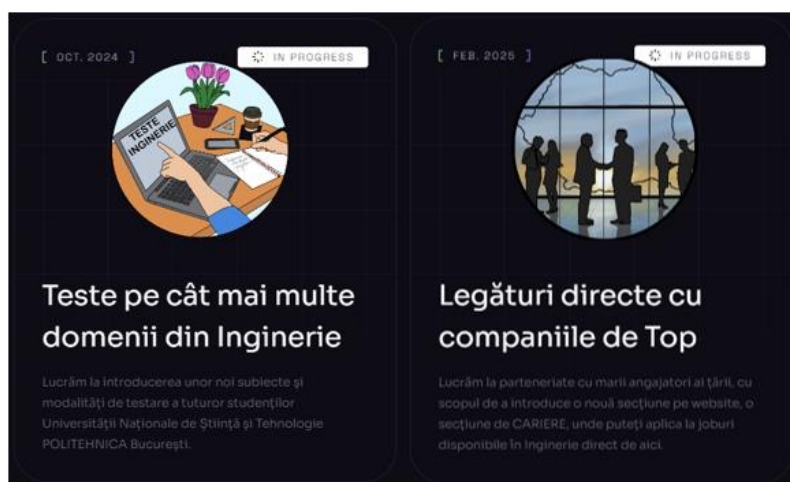 [ OCT. 2024 ]
IN PROGRESS
TESTE
INGINERIE
Teste pe cât mai multe
domenii din Inginerie
Lucrăm la introducerea unor noi subiecte și
modalități de testare a tuturor studenților
Universității Naționale de Știință și Tehnologie
POLITEHNICA București.
[ FEB. 2025 ]
IN PROGRESS
Legături directe cu
companiile de Top
Lucrăm la parteneriate cu marii angajatori ai țării, cu
scopul de a introduce o nouă secțiune pe website, o
secțiune de CARIERE, unde puteți aplica la joburi
disponibile în Inginerie direct de aici.